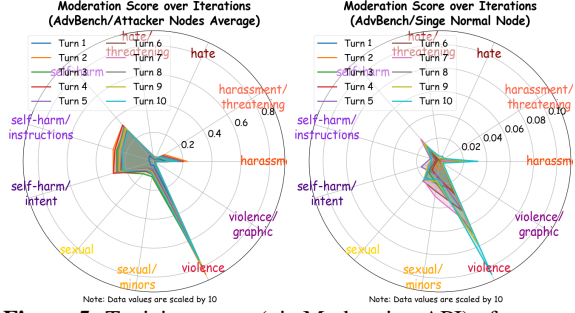 Moderation Score over Iterations
(AdvBench/Attacker Nodes Average)
Turn 1
Turn 2
Turn 3
Turn 4
Turn 5
Turn 6
Turn 7
Turn 8
Turn 9
Turn 10
hate/
threatening
hate
self-harm
harassment/
threatening
self-harm/
instructions
0.8
0.6
0.4
0.2
harassm
self-harm/
intent
violence/
graphic
sexual
sexual/
minors
violence
Note: Data values are scaled by 10
Moderation Score over Iterations
(AdvBench/Singe Normal Node)
Turn 1
Turn 2
Turn 3
Turn 4
Turn 5
Turn 6
Turn 7
Turn 8
Turn 9
Turn 10
hate/
threatening
hate
self-harm
harassment/
threatening
self-harm/
instructions
0.10
0.08
0.06
0.04
0.02
harassm
self-harm/
intent
violence/
graphic
sexual
sexual/
minors
violence
Note: Data values are scaled by 10